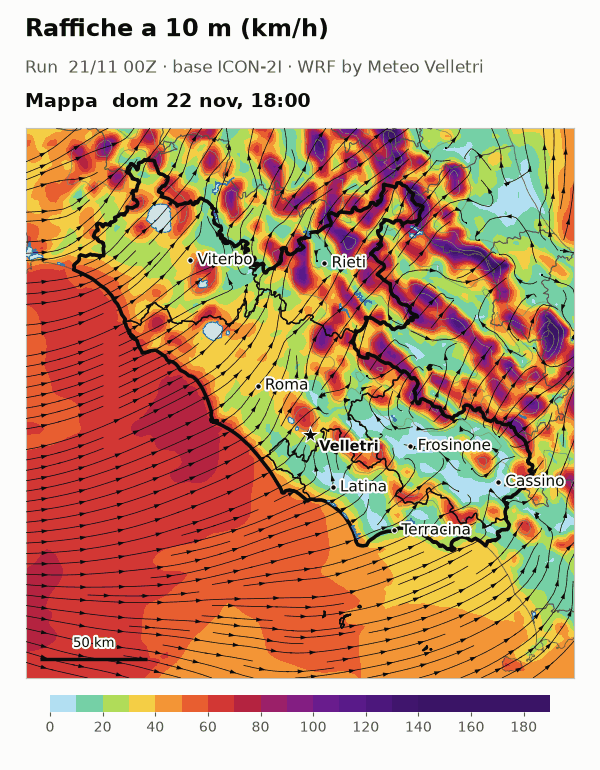 Raffiche a 10 m (km/h)
Run  21/11 00Z · base ICON-2I · WRF by Meteo Velletri
Mappa  dom 22 nov, 18:00
Viterbo
Rieti
Roma
Velletri
Frosinone
Cassino
Latina
Terracina
50 km
0 20 40 60 80 100 120 140 160 180